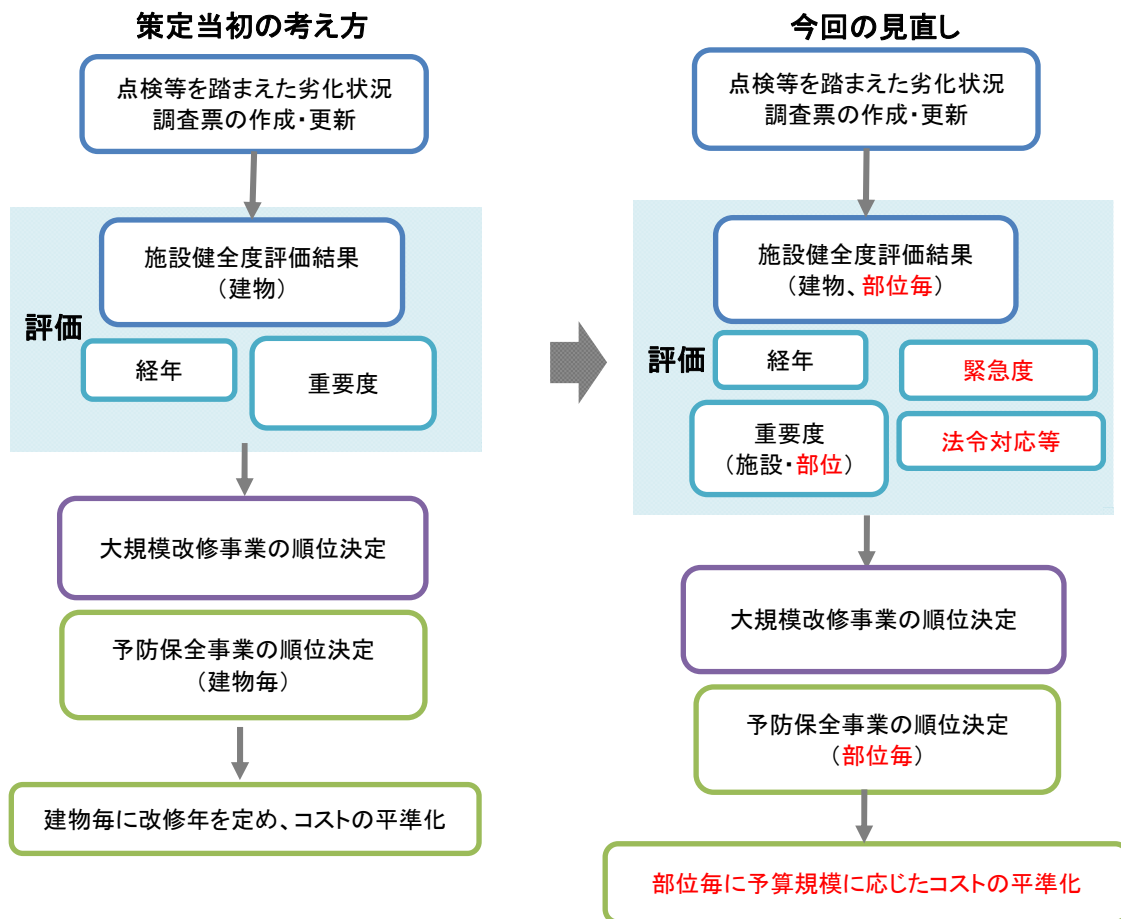 策定当初の考え方
点検等を踏まえた劣化状況
調査票の作成・更新
施設健全度評価結果
（建物）
評価
経年
重要度
大規模改修事業の順位決定
予防保全事業の順位決定
（建物毎）
建物毎に改修年を定め、コストの平準化
今回の見直し
点検等を踏まえた劣化状況
調査票の作成・更新
施設健全度評価結果
（建物、部位毎）
評価
経年
緊急度
重要度
（施設・部位）
法令対応等
大規模改修事業の順位決定
予防保全事業の順位決定
（部位毎）
部位毎に予算規模に応じたコストの平準化